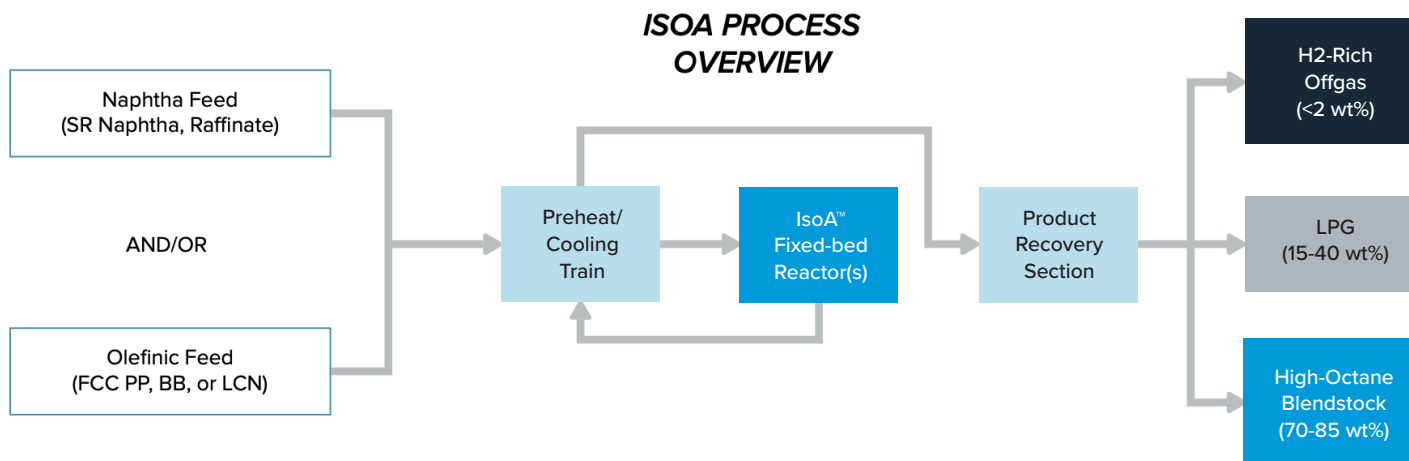 ISOA PROCESS
OVERVIEW
Naphtha Feed
(SR Naphtha, Raffinate)
AND/OR
Olefinic Feed
(FCC PP, BB, or LCN)
Preheat/
Cooling
Train
IsoA™
Fixed-bed
Reactor(s)
Product
Recovery
Section
H2-Rich
Offgas
(<2 wt%)
LPG
(15-40 wt%)
High-Octane
Blendstock
(70-85 wt%)